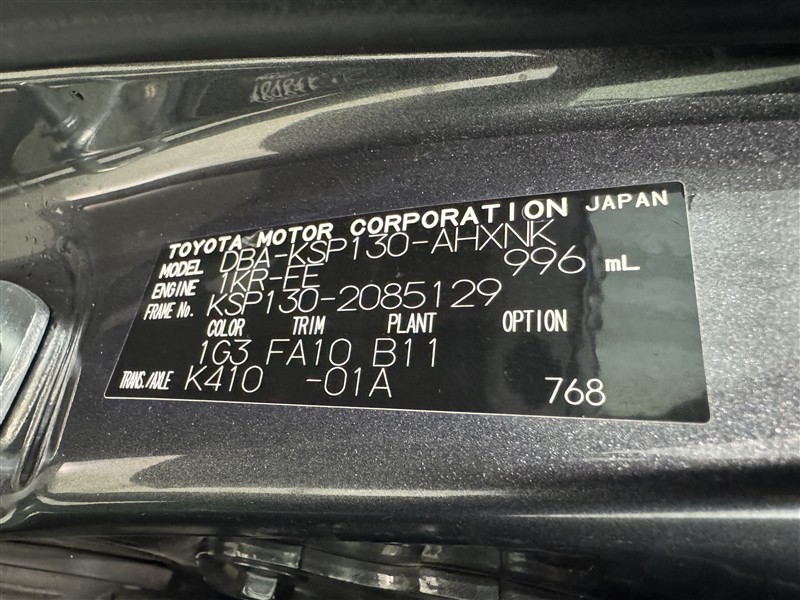 TOYOTA MOTOR CORPORATION JAPAN
MODEL DBA-KSP130-AHXNK
ENGINE 1KR-FE 996 mL
FRAME No. KSP130-2085129
COLOR TRIM PLANT OPTION
1G3 FA10 B11
TRANS./AXLE K410 -01A 768